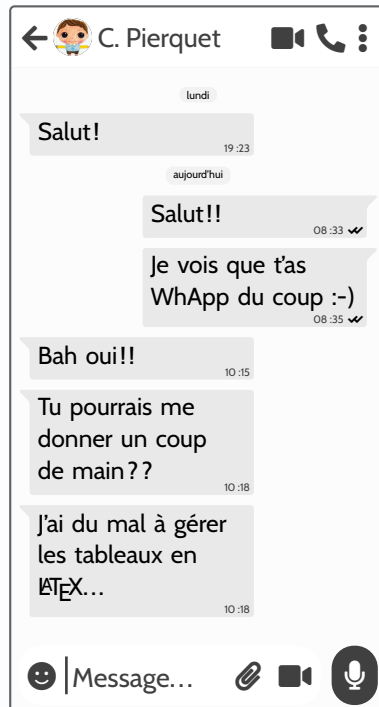 C. Pierquet
lundi
Salut!
19:23
aujourd'hui
Salut!!
08:33
Je vois que t'as
WhApp du coup :-)
08:35
Bah oui!!
10:15
Tu pourrais me
donner un coup
de main??
10:18
J'ai du mal à gérer
les tableaux en
LATEX...
10:18
Message...